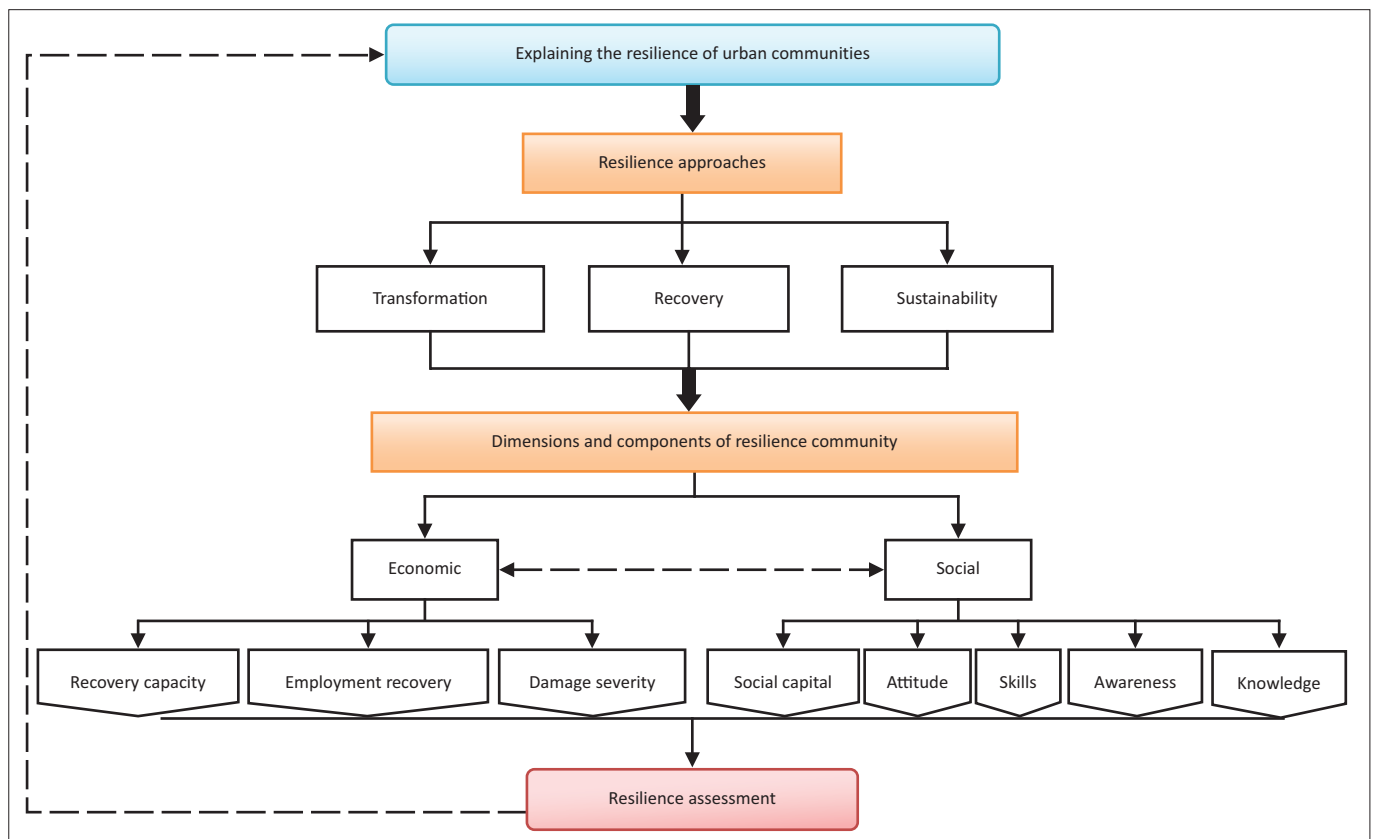 Explaining the resilience of urban communities
Resilience approaches
Transformation
Recovery
Sustainability
Dimensions and components of resilience community
Economic
Social
Recovery capacity
Employment recovery
Damage severity
Social capital
Attitude
Skills
Awareness
Knowledge
Resilience assessment